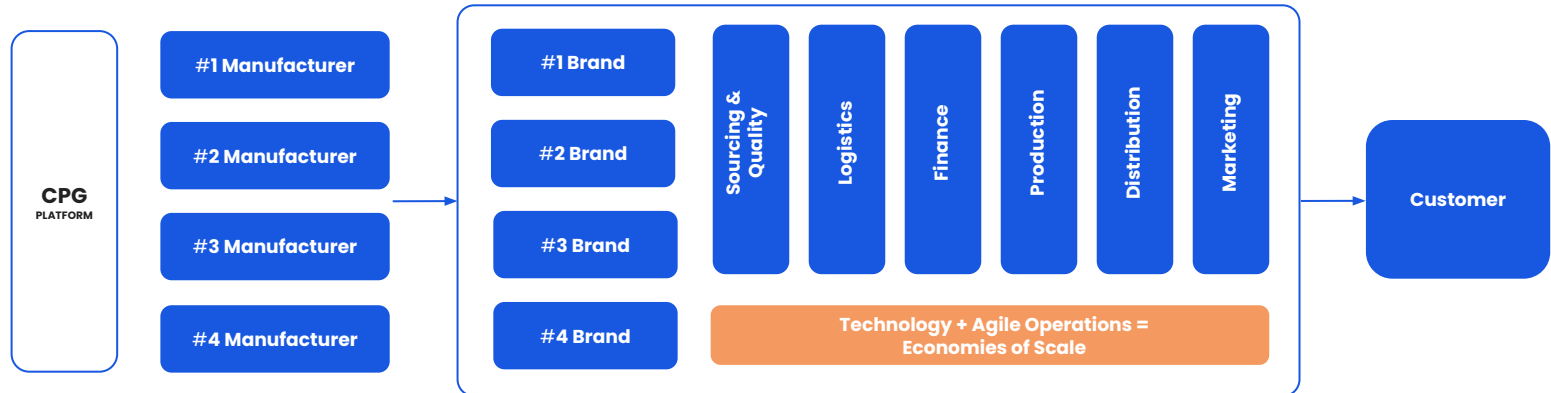 CPG
PLATFORM
#1 Manufacturer
#2 Manufacturer
#3 Manufacturer
#4 Manufacturer
#1 Brand
#2 Brand
#3 Brand
#4 Brand
Sourcing &
Quality
Logistics
Finance
Production
Distribution
Marketing
Technology + Agile Operations =
Economies of Scale
Customer